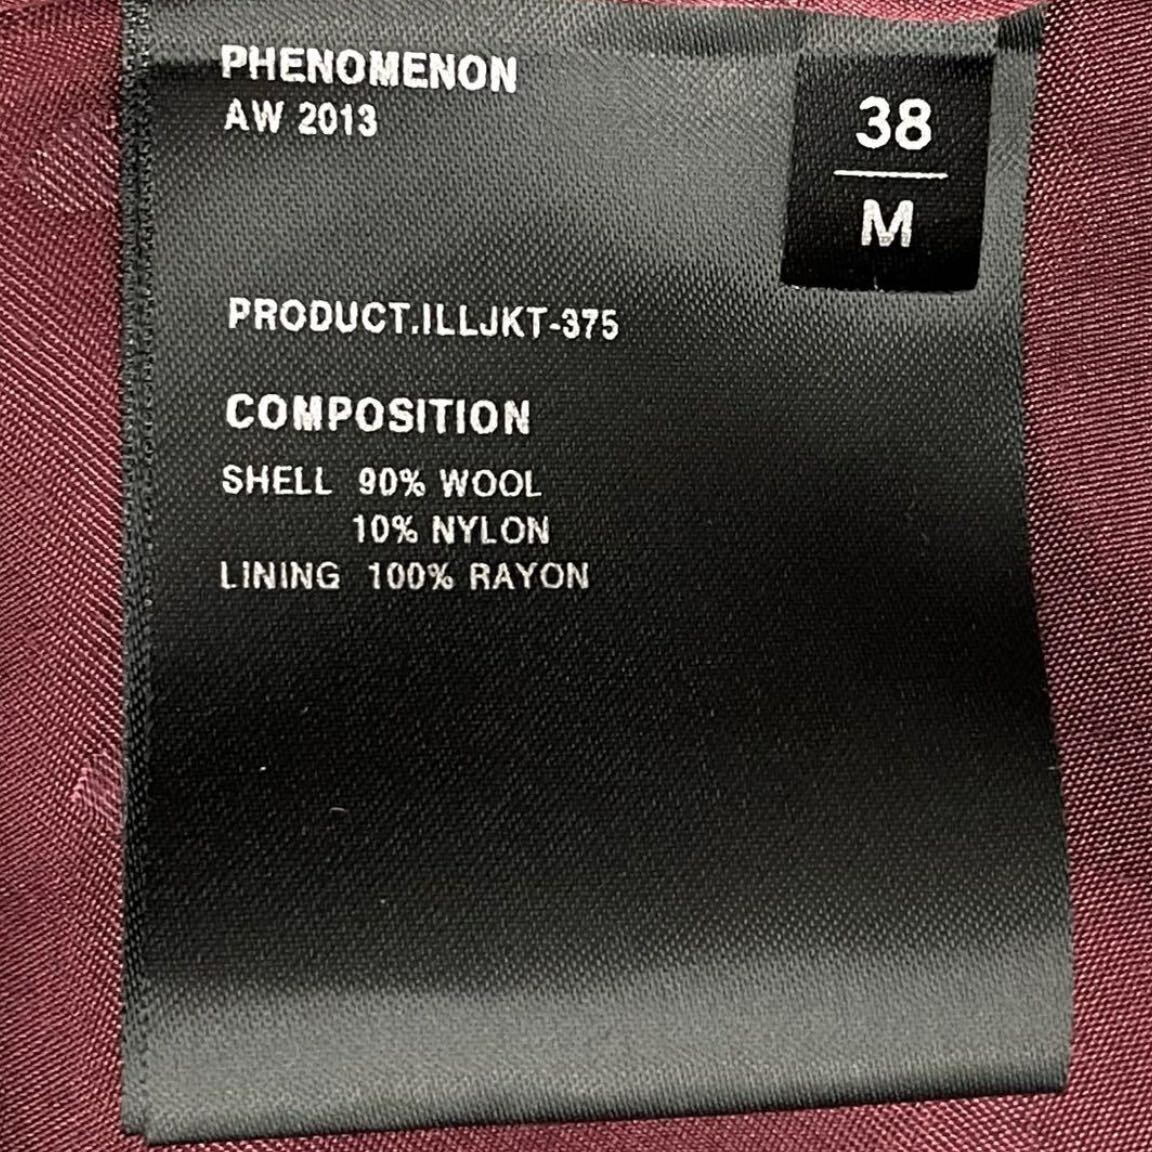 PHENOMENON
AW 2013
38
M
PRODUCT.ILLJKT-375
COMPOSITION
SHELL 90% WOOL
10% NYLON
LINING 100% RAYON